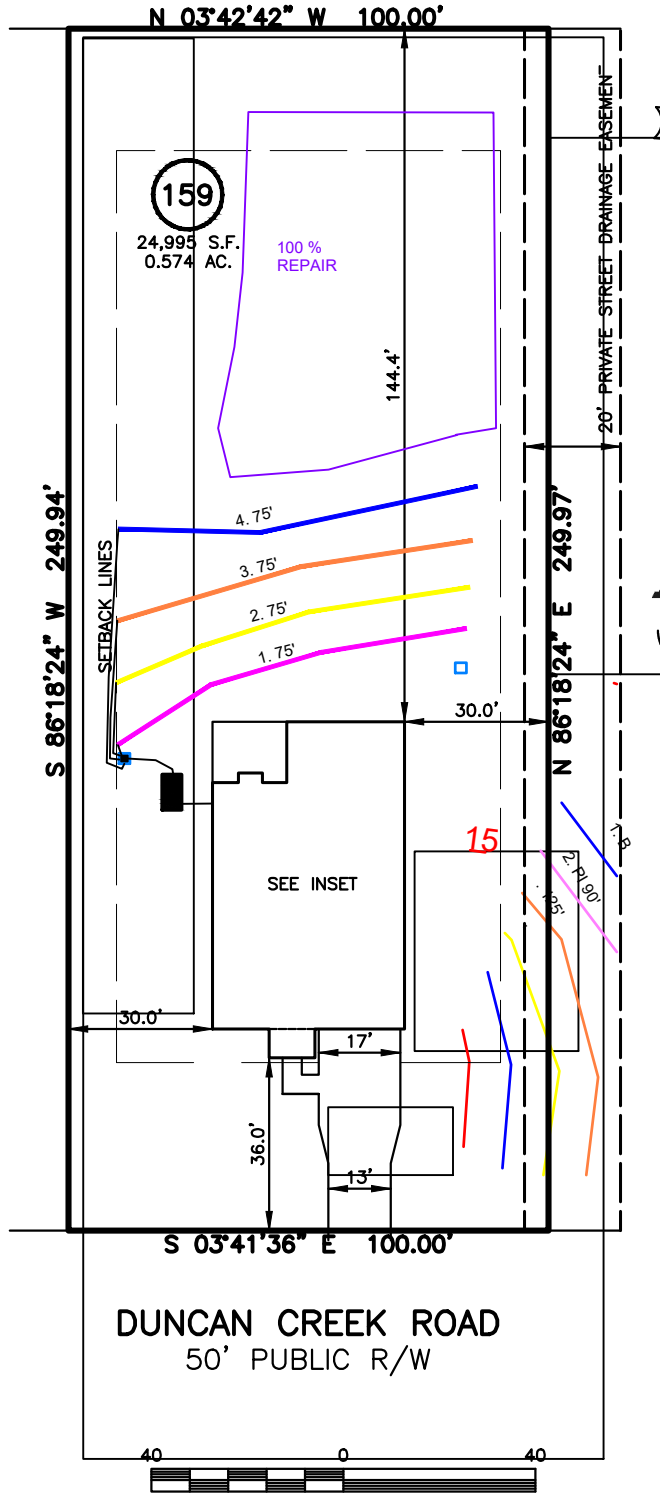 N 03°42'42" W 100.00'
20' PRIVATE STREET DRAINAGE EASEMENT
159
24,995 S.F.
0.574 AC.
100 %
REPAIR
144.4'
S 86°18'24" W 249.94'
SETBACK LINES
4.75'
3.75'
2.75'
1.75'
N 86°18'24" E 249.97'
30.0'
15
SEE INSET
30.0'
17'
36.0'
13'
S 03°41'36" E 100.00'
DUNCAN CREEK ROAD
50' PUBLIC R/W
40 0 40